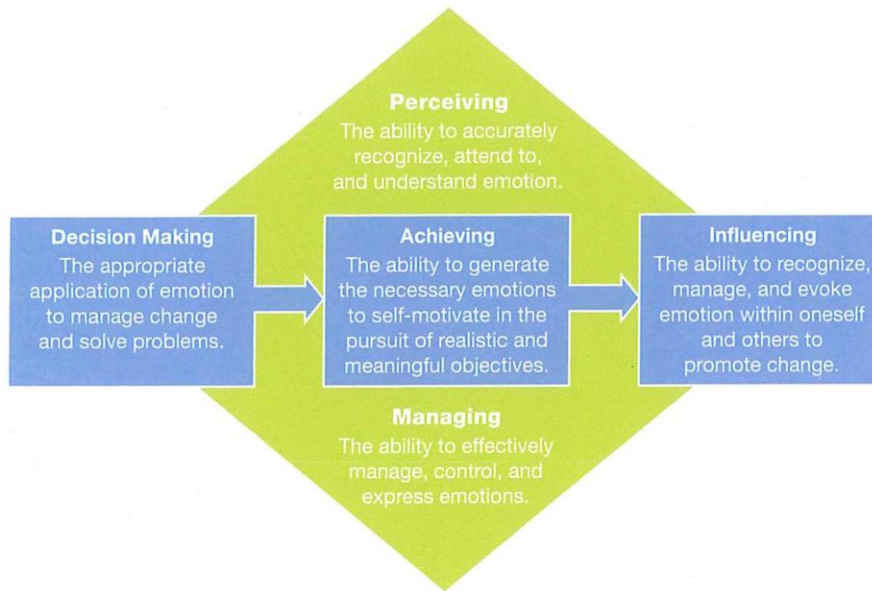 Perceiving
The ability to accurately
recognize, attend to,
and understand emotion.
Decision Making
The appropriate
application of emotion
to manage change
and solve problems.
Achieving
The ability to generate
the necessary emotions
to self-motivate in the
pursuit of realistic and
meaningful objectives.
Influencing
The ability to recognize,
manage, and evoke
emotion within oneself
and others to
promote change.
Managing
The ability to effectively
manage, control, and
express emotions.